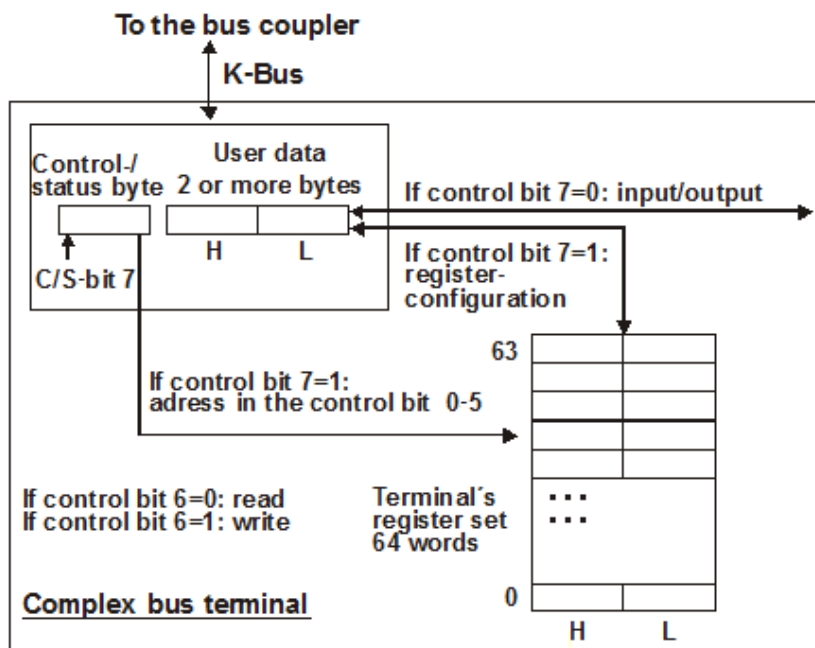 To the bus coupler
K-Bus
Control-/
status byte
User data
2 or more bytes
H
L
C/S-bit 7
If control bit 7=0: input/output
If control bit 7=1:
register-
configuration
If control bit 7=1:
adress in the control bit 0-5
63
If control bit 6=0: read
If control bit 6=1: write
Terminal´s
register set
64 words
...
...
0
H
L
Complex bus terminal